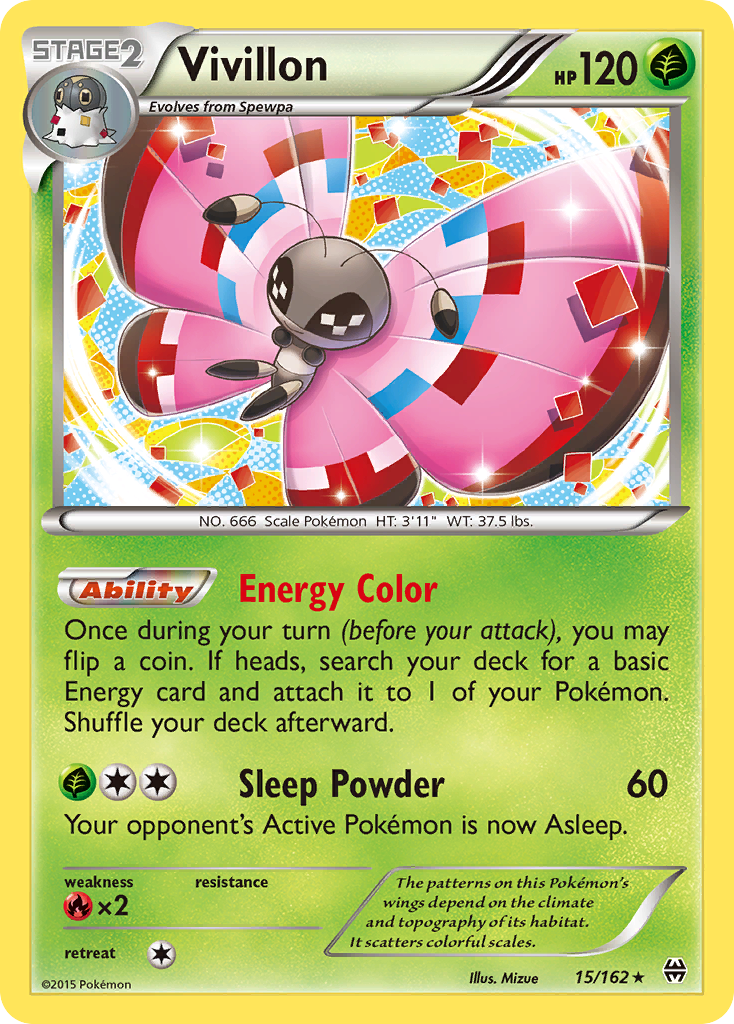 STAGE2
Vivillon
HP120
Evolves from Spewpa
NO. 666 Scale Pokémon HT: 3'11" WT: 37.5 lbs.
Ability Energy Color
Once during your turn (before your attack), you may
flip a coin. If heads, search your deck for a basic
Energy card and attach it to 1 of your Pokémon.
Shuffle your deck afterward.
Sleep Powder 60
Your opponent's Active Pokémon is now Asleep.
weakness resistance
×2
retreat
The patterns on this Pokémon's
wings depend on the climate
and topography of its habitat.
It scatters colorful scales.
©2015 Pokémon
Illus. Mizue
15/162 ★